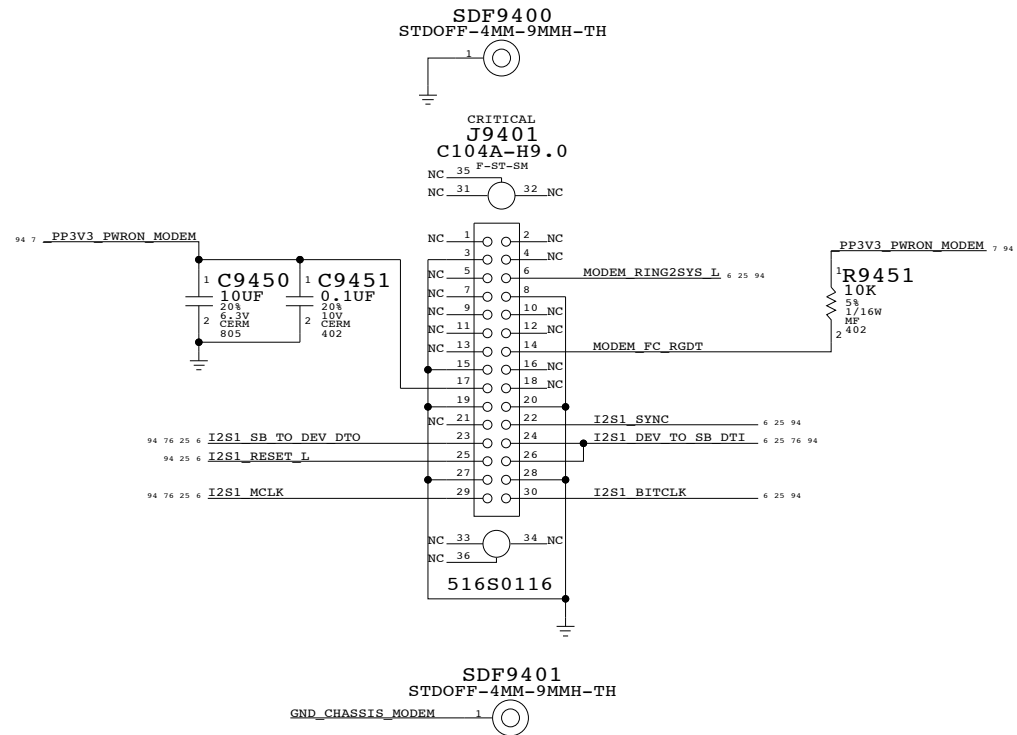 SDF9400
STDOFF-4MM-9MMH-TH
1
CRITICAL
J9401
C104A-H9.0
F-ST-SM
NC 35
NC 31 32 NC
94 7 _PP3V3_PWRON_MODEM
NC 1 2 NC
3 4 NC
PP3V3_PWRON_MODEM 7 94
NC 5 6 MODEM_RING2SYS_L 6 25 94
1 C9450
10UF
20%
6.3V
2 CERM
805
1 C9451
0.1UF
20%
10V
2 CERM
402
1 R9451
10K
5%
1/16W
MF
2 402
NC 7 8
NC 9 10 NC
NC 11 12 NC
NC 13 14 MODEM_FC_RGDT
15 16 NC
17 18 NC
19 20
NC 21 22 I2S1_SYNC 6 25 94
94 76 25 6 I2S1_SB_TO_DEV_DTO 23 24 I2S1_DEV_TO_SB_DTI 6 25 76 94
94 25 6 I2S1_RESET_L 25 26
27 28
94 76 25 6 I2S1_MCLK 29 30 I2S1_BITCLK 6 25 94
NC 33 34 NC
NC 36
516S0116
SDF9401
STDOFF-4MM-9MMH-TH
GND_CHASSIS_MODEM 1